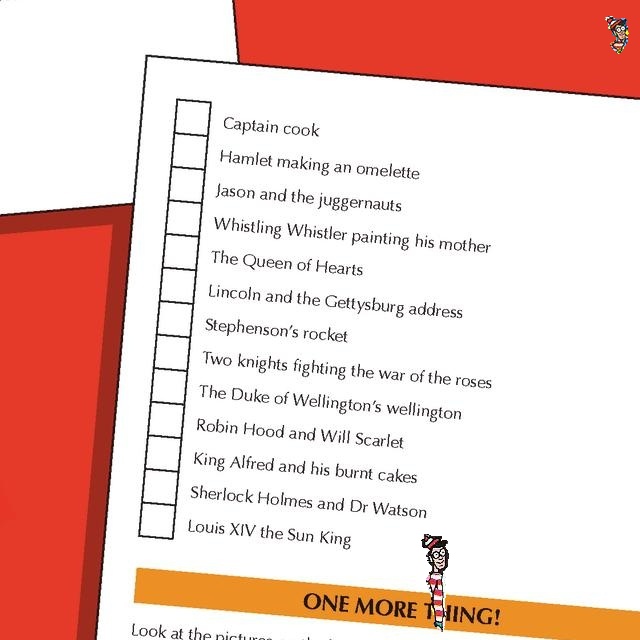 Captain cook
Hamlet making an omelette
Jason and the juggernauts
Whistling Whistler painting his mother
The Queen of Hearts
Lincoln and the Gettysburg address
Stephenson's rocket
Two knights fighting the war of the roses
The Duke of Wellington's wellington
Robin Hood and Will Scarlet
King Alfred and his burnt cakes
Sherlock Holmes and Dr Watson
Louis XIV the Sun King
ONE MORE THING!
Look at the pictures